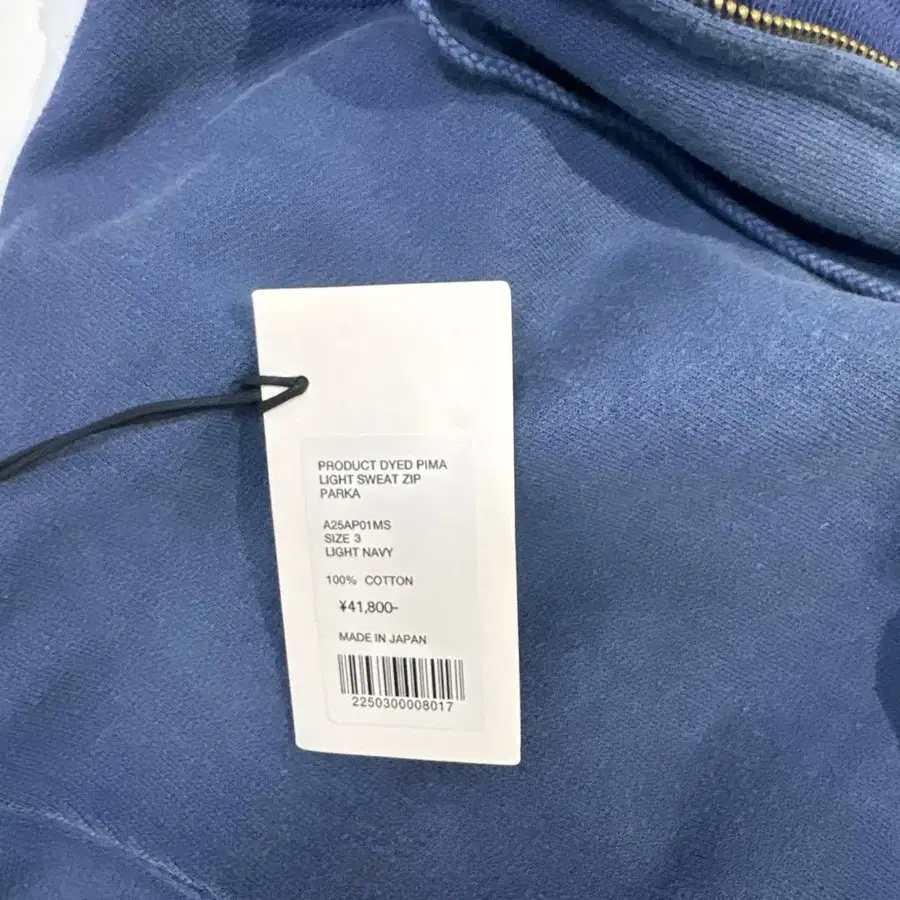 PRODUCT DYED PIMA
LIGHT SWEAT ZIP
PARKA
A25AP01MS
SIZE 3
LIGHT NAVY
100% COTTON
¥41,800-
MADE IN JAPAN
2250300008017